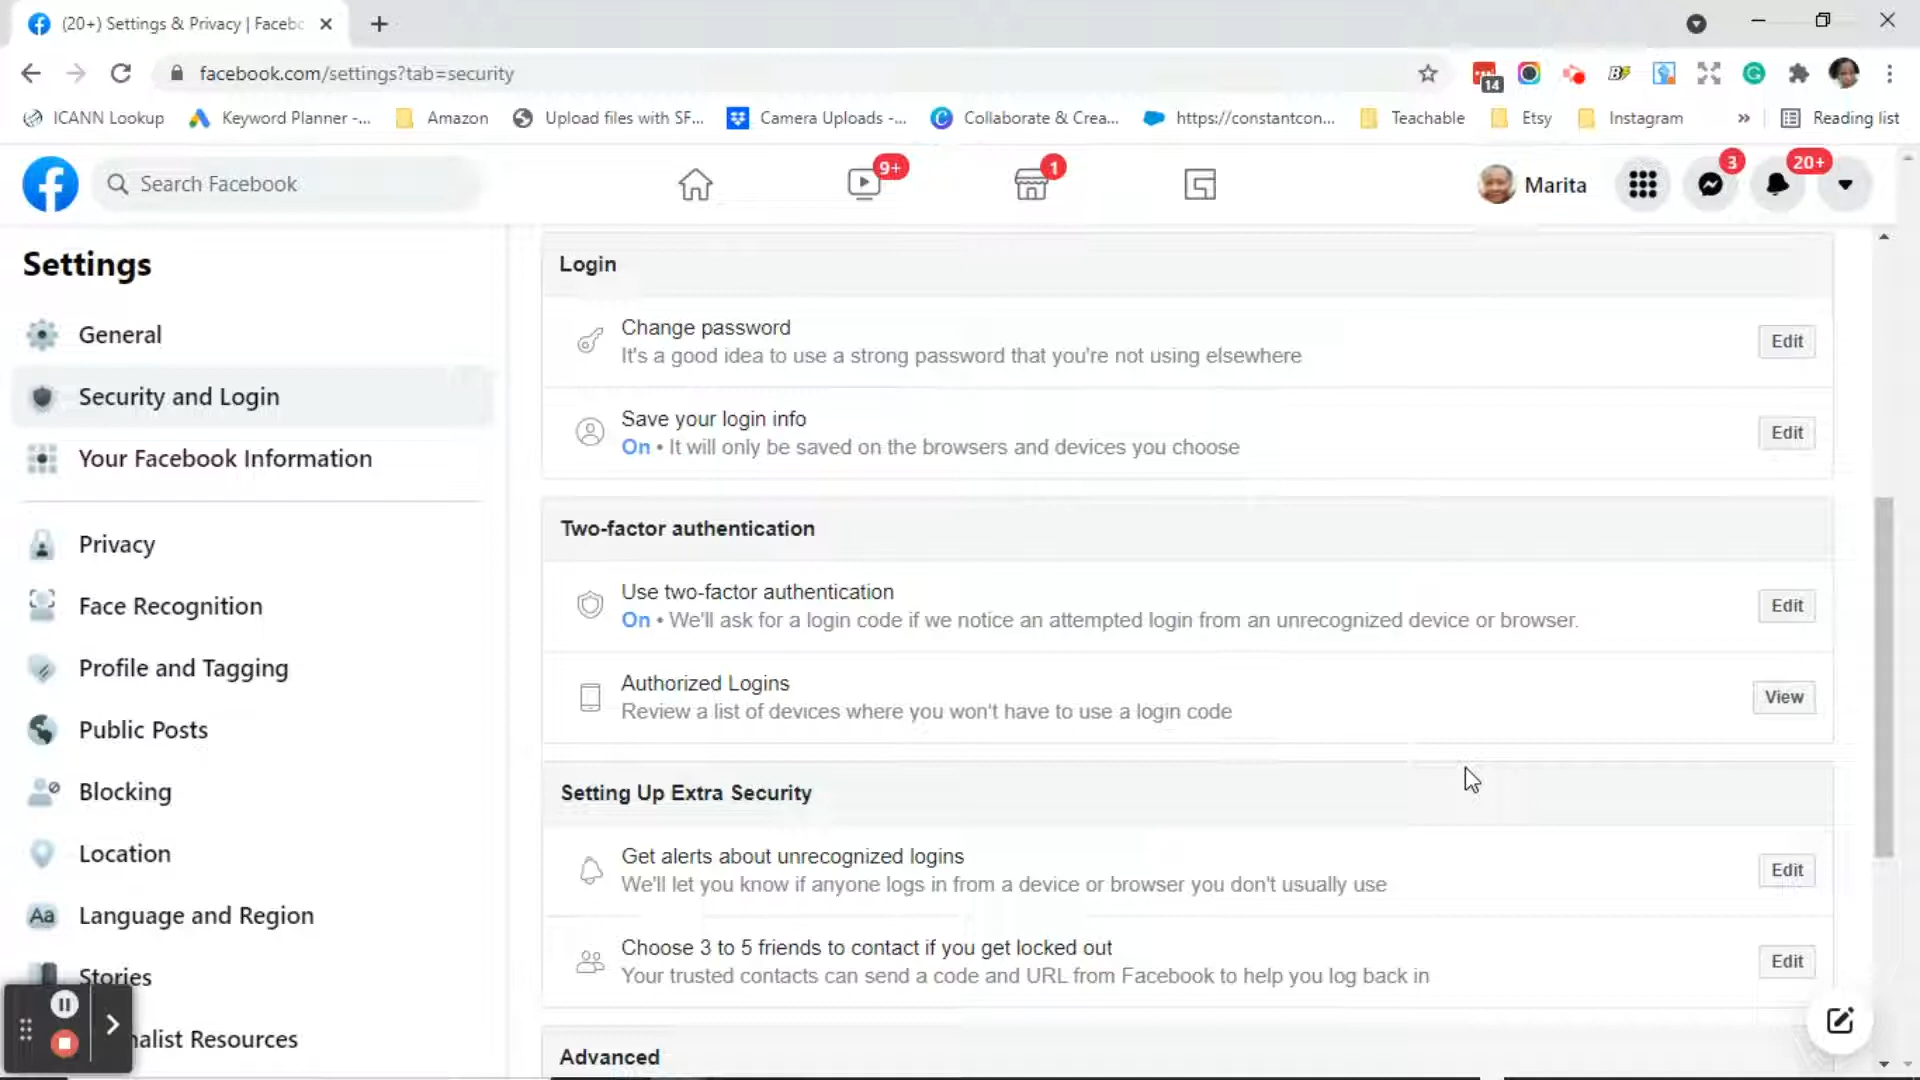 (20+) Settings & Privacy | Facebo
facebook.com/settings?tab=security
14
ICANN Lookup
Keyword Planner -...
Amazon
Upload files with SF...
Camera Uploads -...
Collaborate & Crea...
https://constantcon...
Teachable
Etsy
Instagram
»
Reading list
Search Facebook
9+
1
Marita
3
20+
Settings
General
Security and Login
Your Facebook Information
Privacy
Face Recognition
Profile and Tagging
Public Posts
Blocking
Location
Language and Region
Stories
nalist Resources
Login
Change password
It's a good idea to use a strong password that you're not using elsewhere
Edit
Save your login info
On • It will only be saved on the browsers and devices you choose
Edit
Two-factor authentication
Use two-factor authentication
On • We'll ask for a login code if we notice an attempted login from an unrecognized device or browser.
Edit
Authorized Logins
Review a list of devices where you won't have to use a login code
View
Setting Up Extra Security
Get alerts about unrecognized logins
We'll let you know if anyone logs in from a device or browser you don't usually use
Edit
Choose 3 to 5 friends to contact if you get locked out
Your trusted contacts can send a code and URL from Facebook to help you log back in
Edit
Advanced